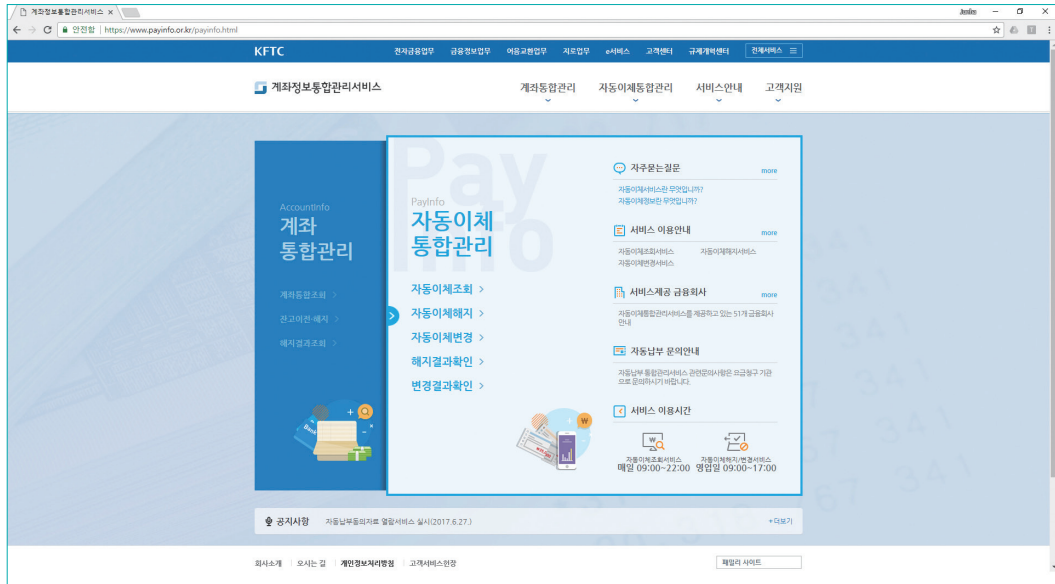 계좌정보통합관리서비스
안전함 | https://www.payinfo.or.kr/payinfo.html
KFTC 전자금융업무 금융정보업무 어음교환업무 지로업무 e서비스 고객센터 규제개혁센터 전체서비스
계좌정보통합관리서비스 계좌통합관리 자동이체통합관리 서비스안내 고객지원
AccountInfo
계좌
통합관리
계좌통합조회 >
잔고이전·해지 >
해지결과조회 >
Bank
Pay
Info
PayInfo
자동이체
통합관리
자동이체조회 >
자동이체해지 >
자동이체변경 >
해지결과확인 >
변경결과확인 >
자주묻는질문 more
자동이체서비스란 무엇입니까?
자동이체정보란 무엇입니까?
서비스 이용안내 more
자동이체조회서비스 자동이체해지서비스
자동이체변경서비스
서비스제공 금융회사 more
자동이체통합관리서비스를 제공하고 있는 51개 금융회사
안내
자동납부 문의안내
자동납부 통합관리서비스 관련문의사항은 요금청구 기관
으로 문의하시기 바랍니다.
서비스 이용시간
자동이체조회서비스 자동이체해지/변경서비스
매일 09:00~22:00 영업일 09:00~17:00
공지사항 자동납부동의자료 열람서비스 실시(2017.6.27.) +더보기
회사소개 오시는 길 개인정보처리방침 고객서비스헌장 패밀리 사이트